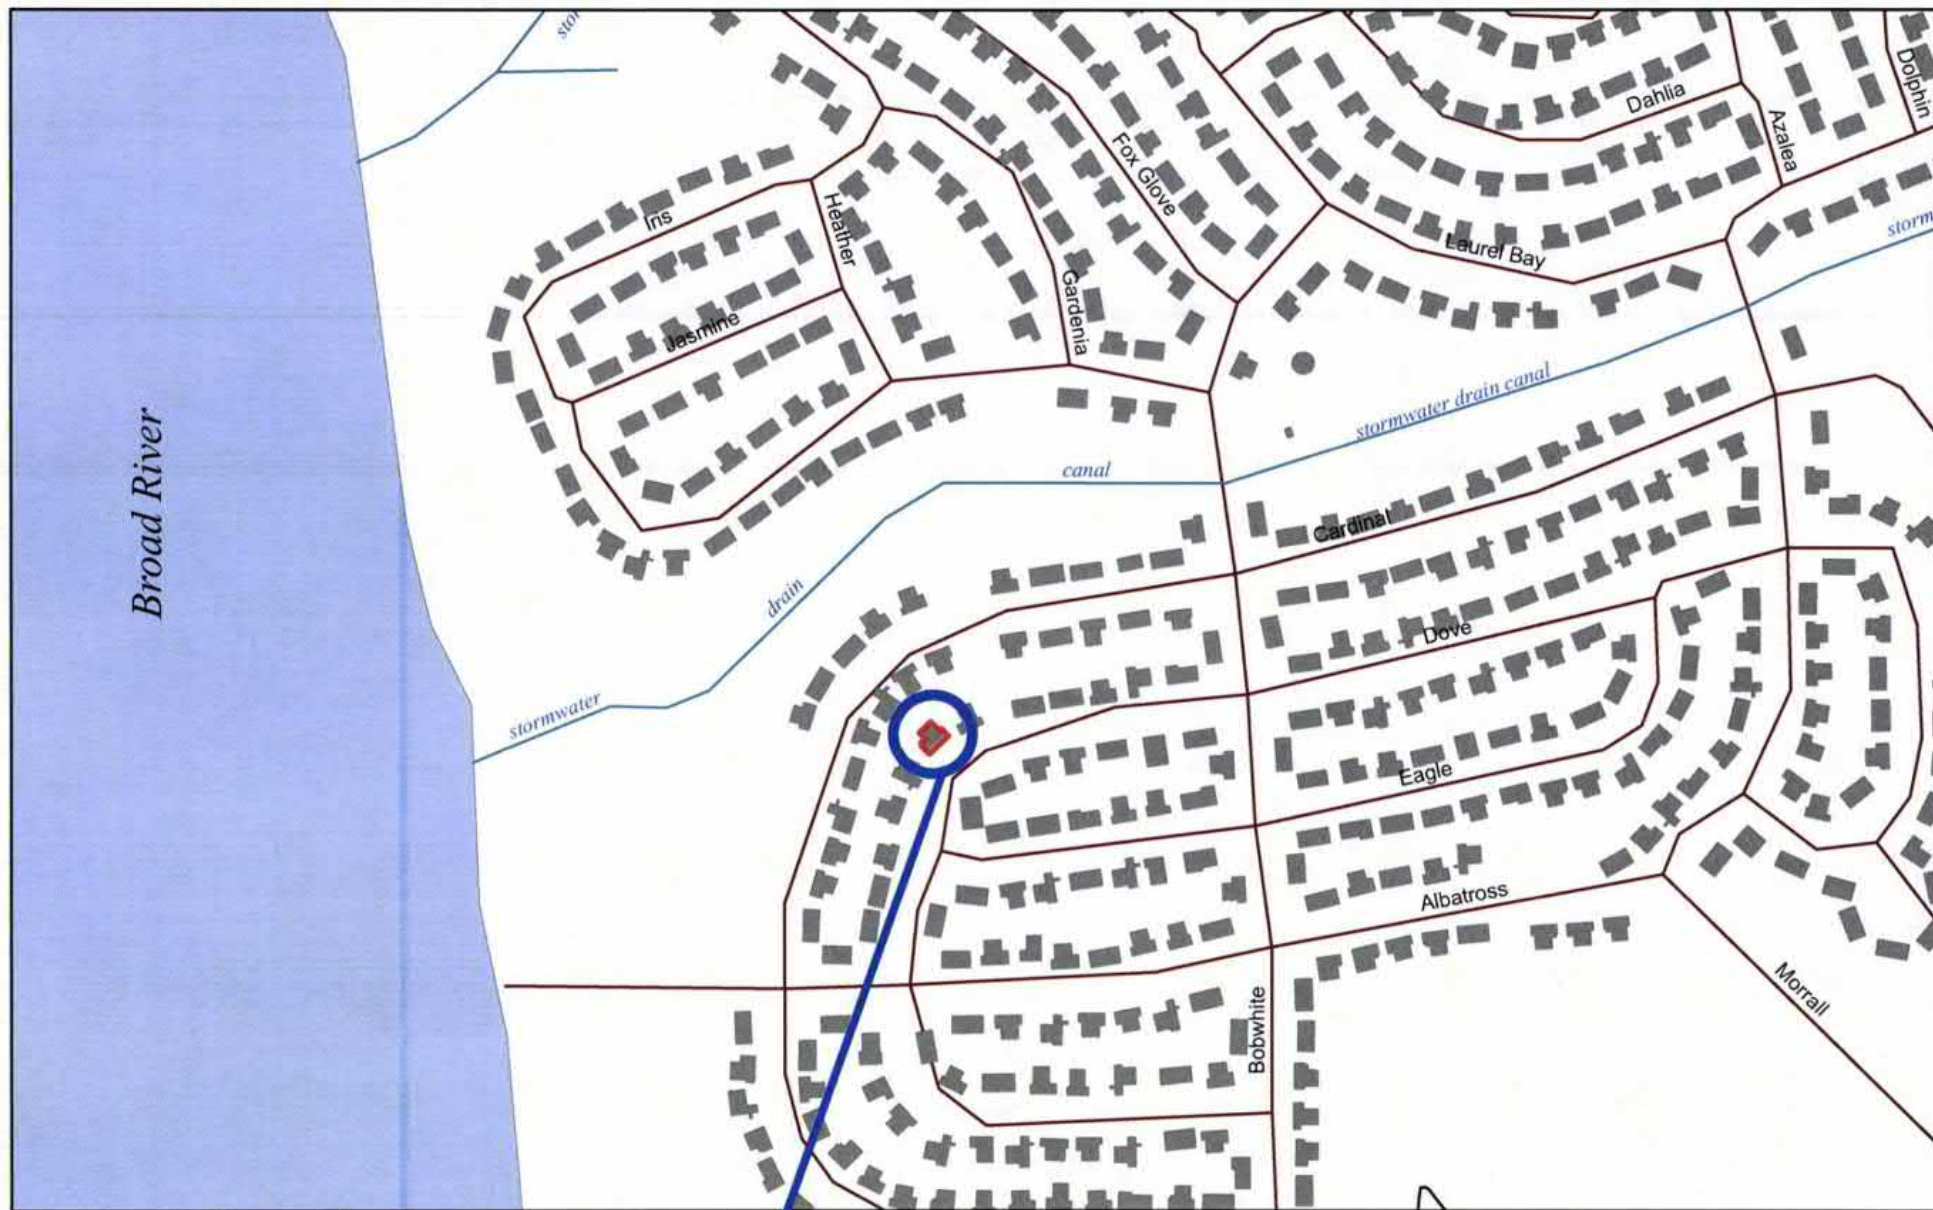 stor
Dolphin
Dahlia
Azalea
Fox Glove
Iris
Heather
storm
Laurel Bay
Gardenia
Jasmine
stormwater drain canal
Broad River
canal
Cardinal
drain
Dove
stormwater
Eagle
Albatross
Morrall
Bobwhite